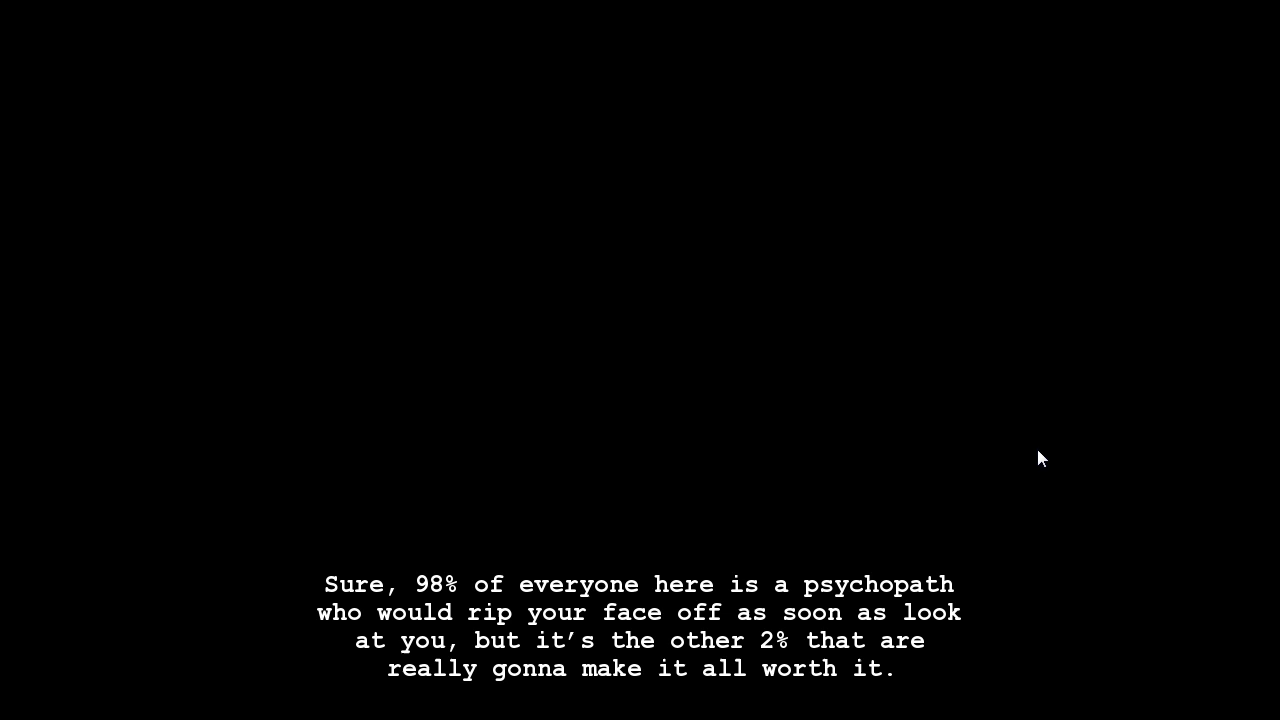 Sure, 98% of everyone here is a psychopath
who would rip your face off as soon as look
at you, but it’s the other 2% that are
really gonna make it all worth it.